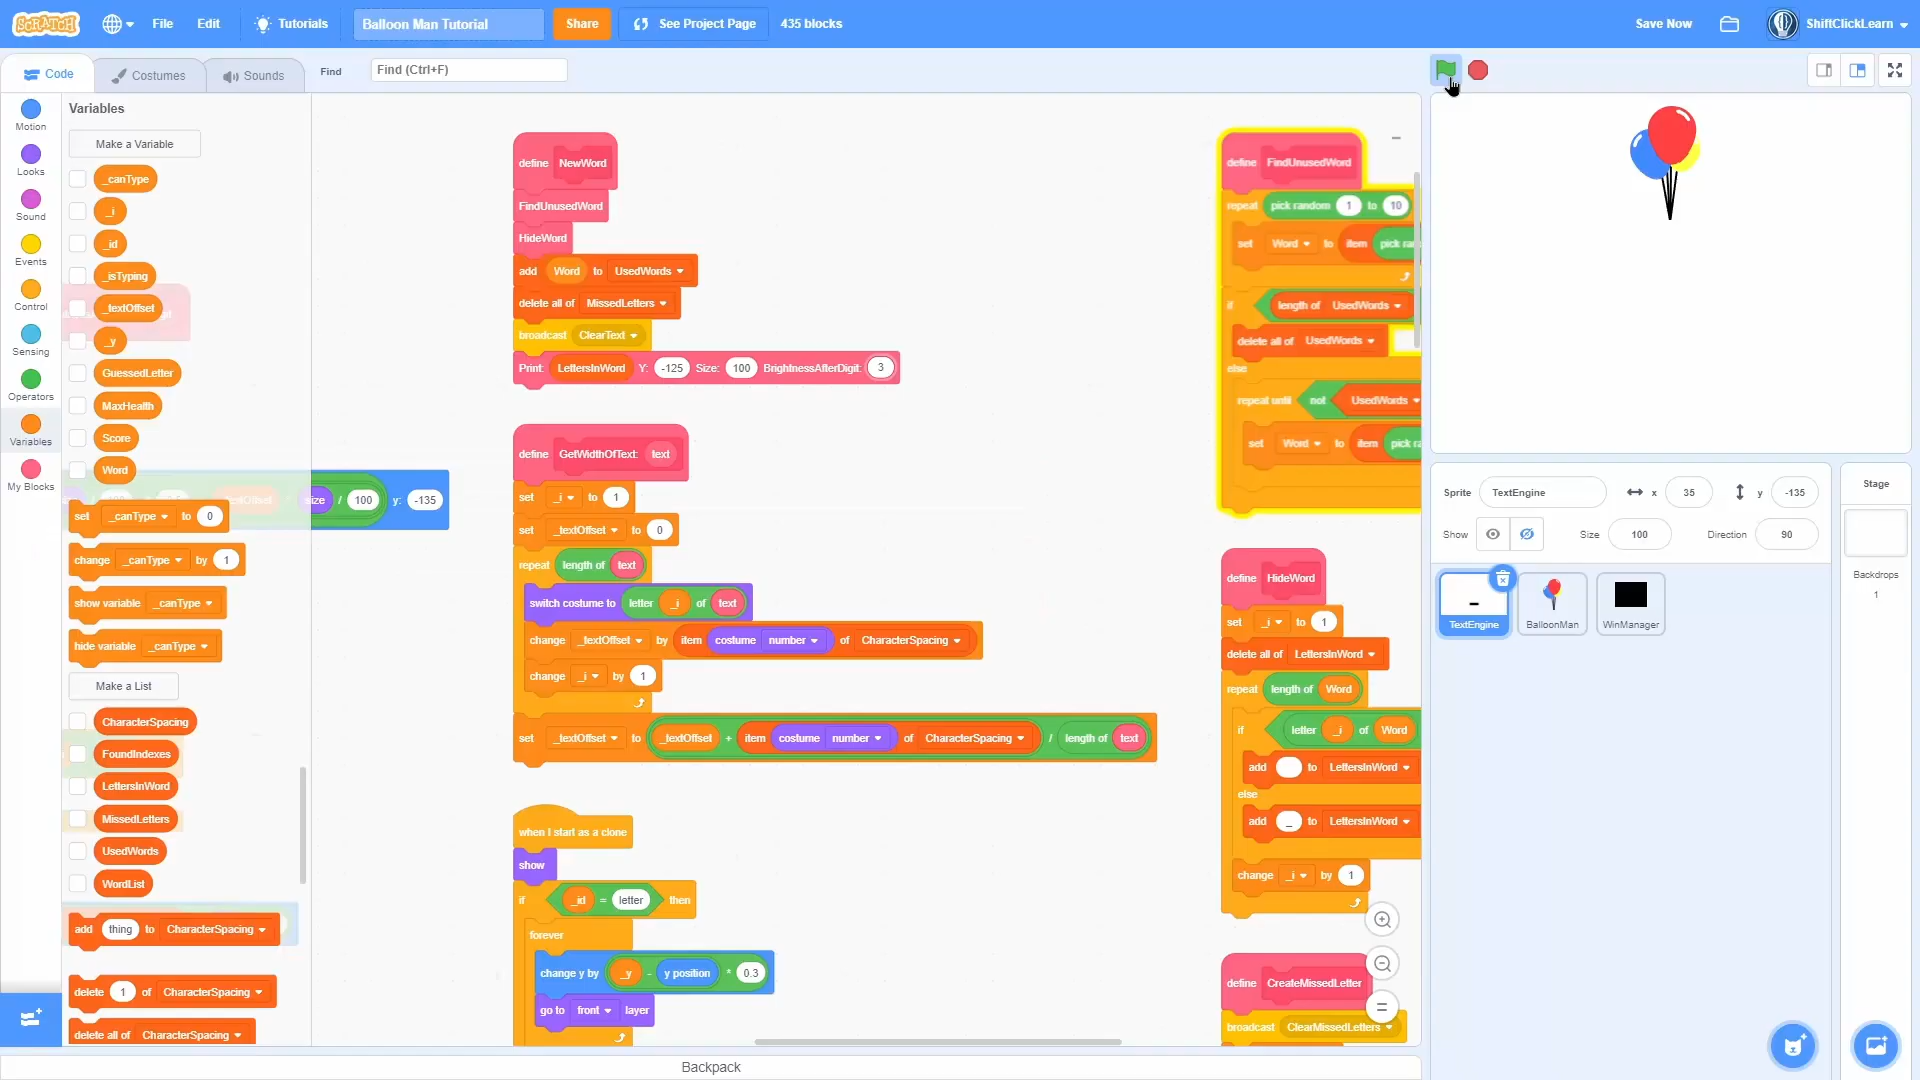 SCRATCH
File
Edit
Tutorials
Balloon Man Tutorial
Share
See Project Page
435 blocks
Save Now
ShiftClickLearn
Code
Costumes
Sounds
Find
Find (Ctrl+F)
Motion
Looks
Sound
Events
Control
Sensing
Operators
Variables
My Blocks
Variables
Make a Variable
_canType
_i
_id
_isTyping
_textOffset
_y
GuessedLetter
MaxHealth
Score
Word
set _canType to 0
change _canType by 1
show variable _canType
hide variable _canType
Make a List
CharacterSpacing
FoundIndexes
LettersInWord
MissedLetters
UsedWords
WordList
add thing to CharacterSpacing
delete 1 of CharacterSpacing
delete all of CharacterSpacing
size / 100 y: -135
define NewWord
FindUnusedWord
HideWord
add Word to UsedWords
delete all of MissedLetters
broadcast ClearText
Print: LettersInWord Y: -125 Size: 100 BrightnessAfterDigit: 3
define GetWidthOfText: text
set _i to 1
set _textOffset to 0
repeat length of text
switch costume to letter _i of text
change _textOffset by item costume number of CharacterSpacing
change _i by 1
set _textOffset to _textOffset + item costume number of CharacterSpacing / length of text
when I start as a clone
show
if _id = letter then
forever
change y by _y - y position * 0.3
go to front layer
define FindUnusedWord
repeat pick random 1 to 10
set Word to item pick ra
if length of UsedWords
delete all of UsedWords
else
repeat until not UsedWords
set Word to item pick ra
define HideWord
set _i to 1
delete all of LettersInWord
repeat length of Word
if letter _i of Word
add to LettersInWord
else
add _ to LettersInWord
change _i by 1
define CreateMissedLetter
broadcast ClearMissedLetters
Sprite TextEngine x 35 y -135
Show Size 100 Direction 90
TextEngine
BalloonMan
WinManager
Stage
Backdrops
1
Backpack